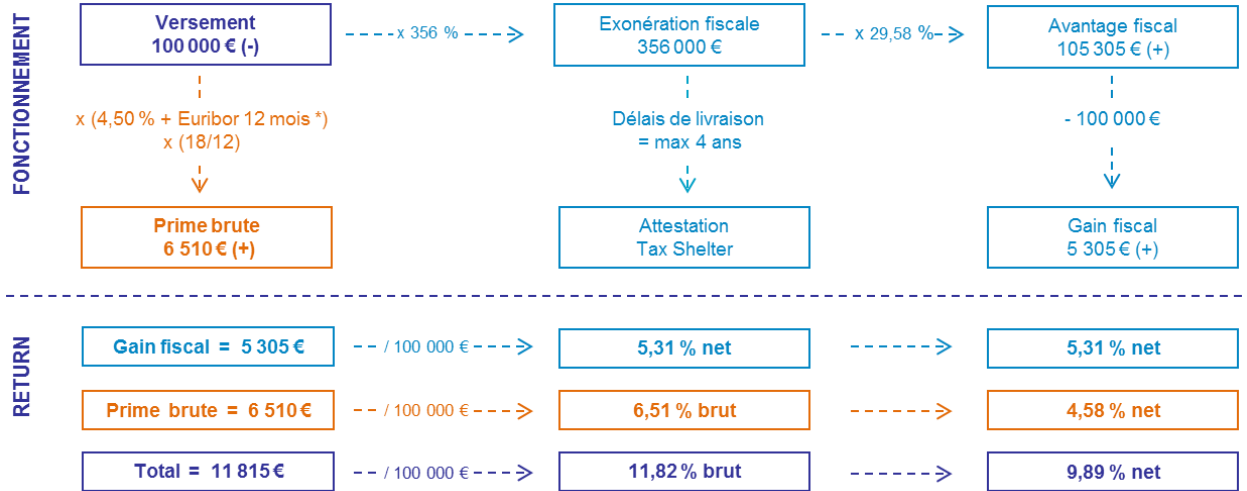 FONCTIONNEMENT
Versement
100 000 € (-)
x 356 %
Exonération fiscale
356 000 €
x 29,58 %
Avantage fiscal
105 305 € (+)
x (4,50 % + Euribor 12 mois *)
x (18/12)
Délais de livraison
= max 4 ans
- 100 000 €
Prime brute
6 510 € (+)
Attestation
Tax Shelter
Gain fiscal
5 305 € (+)
RETURN
Gain fiscal = 5 305 €
/ 100 000 €
5,31 % net
5,31 % net
Prime brute = 6 510 €
/ 100 000 €
6,51 % brut
4,58 % net
Total = 11 815 €
/ 100 000 €
11,82 % brut
9,89 % net